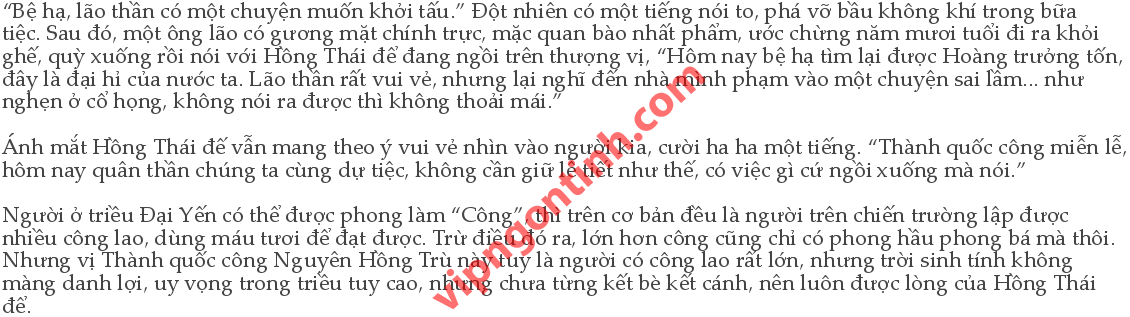 “Bệ hạ, lão thần có một chuyện muốn khởi tấu.” Đột nhiên có một tiếng nói to, phá vỡ bầu không khí trong bữa
tiệc. Sau đó, một ông lão có gương mặt chính trực, mặc quan bào nhất phẩm, ước chừng năm mươi tuổi đi ra khỏi
ghế, quỳ xuống rồi nói với Hồng Thái để đang ngồi trên thượng vị, “Hôm nay bệ hạ tìm lại được Hoàng trưởng tốn,
đây là đại hỉ của nước ta. Lão thần rất vui vẻ, nhưng lại nghĩ đến nhà mình phạm vào một chuyện sai lầm... như
nghẹn ở cổ họng, không nói ra được thì không thoải mái.”
Ánh mắt Hồng Thái đế vẫn mang theo ý vui vẻ nhìn vào người kia, cười ha ha một tiếng. “Thành quốc công miễn lễ,
hôm nay quân thần chúng ta cùng dự tiệc, không cần giữ lễ tiết như thế, có việc gì cứ ngồi xuống mà nói.”
Người ở triều Đại Yến có thể được phong làm “Công”, thì trên cơ bản đều là người trên chiến trường lập được
nhiều công lao, dùng máu tươi để đạt được. Trừ điều đó ra, lớn hơn công cũng chỉ có phong hầu phong bá mà thôi.
Nhưng vị Thành quốc công Nguyên Hồng Trù này tuy là người có công lao rất lớn, nhưng trời sinh tính không
màng danh lợi, uy vọng trong triều tuy cao, nhưng chưa từng kết bè kết cánh, nên luôn được lòng của Hồng Thái
để.
vipngontinh.com